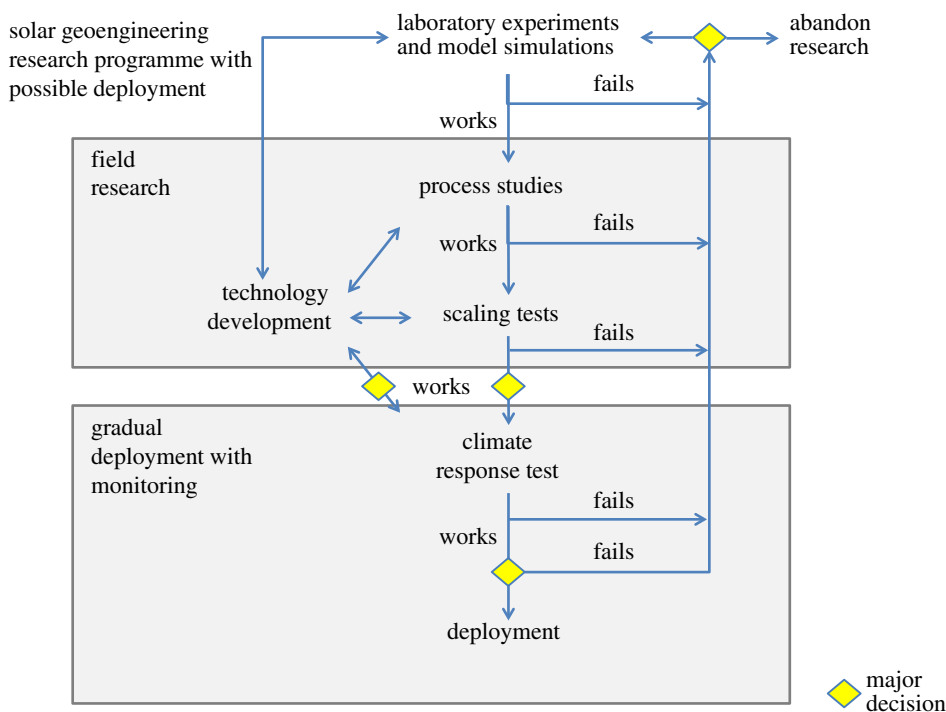 solar geoengineering
research programme with
possible deployment
laboratory experiments
and model simulations
abandon
research
fails
works
field
research
process studies
fails
works
technology
development
scaling tests
fails
works
gradual
deployment with
monitoring
climate
response test
fails
works
fails
deployment
major
decision